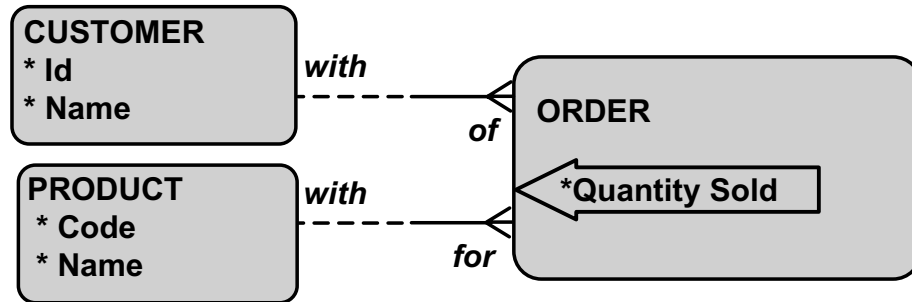 CUSTOMER
* Id
* Name
with
of
ORDER
PRODUCT
* Code
* Name
with
for
*Quantity Sold